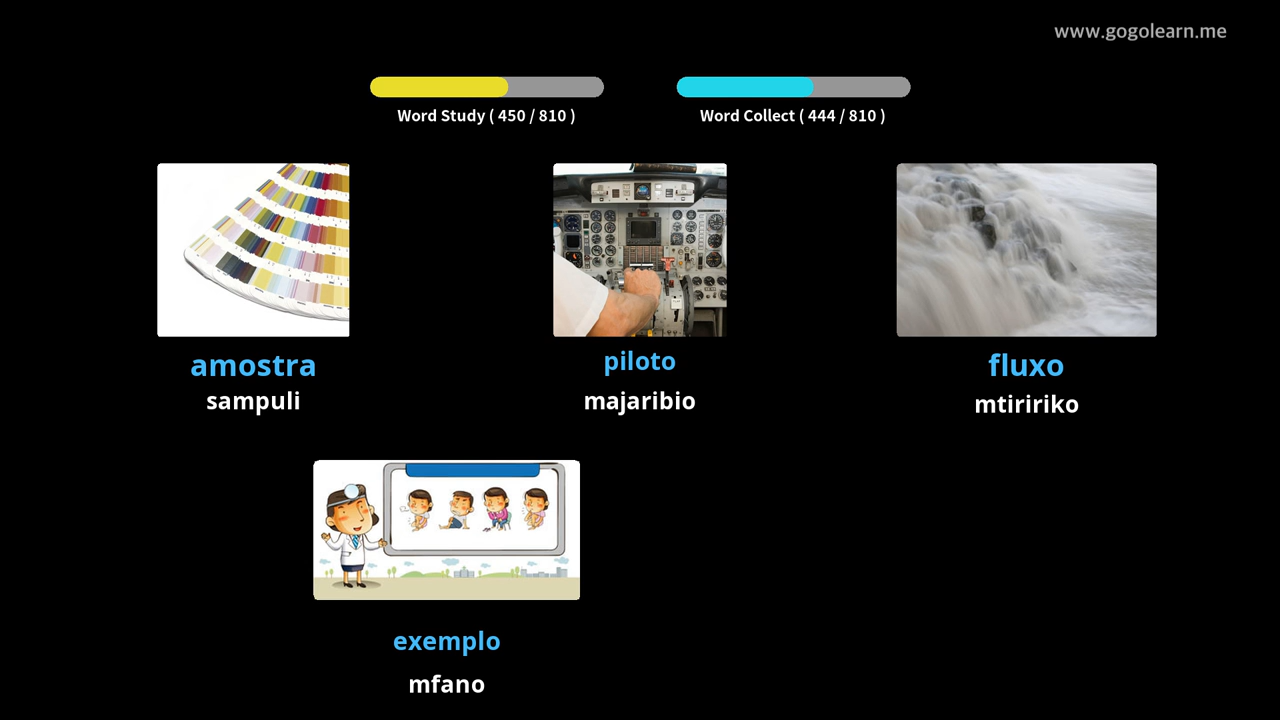 www.gogolearn.me
Word Study ( 450 / 810 )
Word Collect ( 444 / 810 )
amostra
sampuli
piloto
majaribio
fluxo
mtiririko
exemplo
mfano